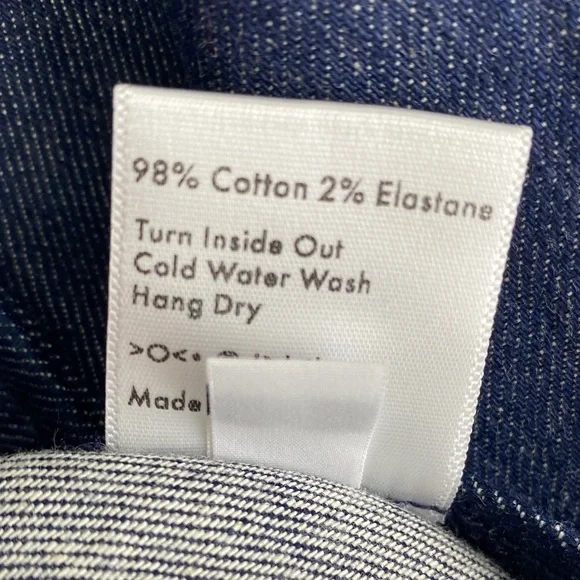 98% Cotton 2% Elastane
Turn Inside Out
Cold Water Wash
Hang Dry
Made